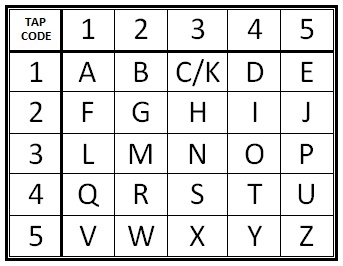 TAP CODE 1 2 3 4 5
1 A B C/K D E
2 F G H I J
3 L M N O P
4 Q R S T U
5 V W X Y Z